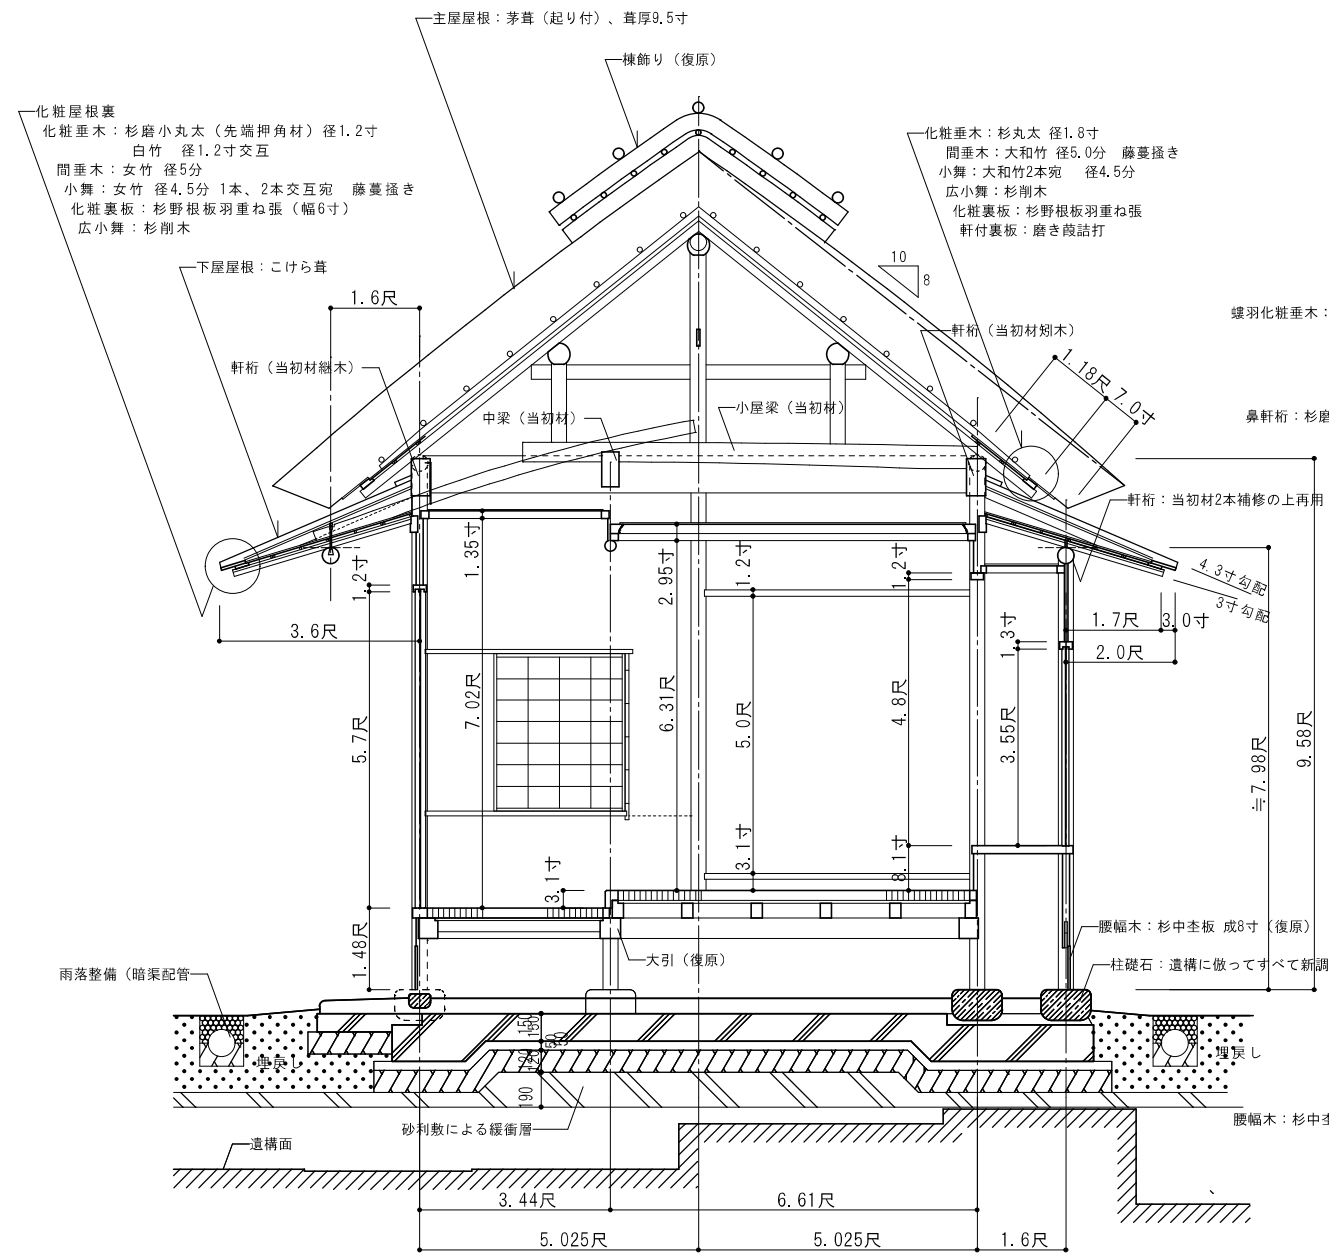 主屋屋根：茅葺（起り付）、葺厚9.5寸
棟飾り（復原）
化粧屋根裏
化粧垂木：杉磨小丸太（先端押角材）径1.2寸
白竹　径1.2寸交互
間垂木：女竹 径5分
小舞：女竹 径4.5分 1本、2本交互宛　藤蔓掻き
化粧裏板：杉野根板羽重ね張（幅6寸）
広小舞：杉削木
化粧垂木：杉丸太 径1.8寸
間垂木：大和竹 径5.0分　藤蔓掻き
小舞：大和竹2本宛　径4.5分
広小舞：杉削木
化粧裏板：杉野根板羽重ね張
軒付裏板：磨き葭詰打
下屋屋根：こけら葺
10
8
1.6尺
螻羽化粧垂木：
軒桁（当初材継木）
軒桁（当初材矧木）
1.18尺
7.0寸
中梁（当初材）
小屋梁（当初材）
鼻軒桁：杉磨
軒桁：当初材2本補修の上再用
1.35寸
2.95寸
1.2寸
1.2寸
1.2寸
4.3寸勾配
3寸勾配
3.6尺
1.3寸
1.7尺
3.0寸
2.0尺
5.7尺
7.02尺
6.31尺
5.0尺
4.8尺
3.55尺
≒7.98尺
9.58尺
3.1寸
3.1寸
8.1寸
1.48尺
大引（復原）
腰幅木：杉中杢板 成8寸（復原）
柱礎石：遺構に倣ってすべて新調
雨落整備（暗渠配管
埋戻し
埋戻し
150
150
50
50
120
120
190
砂利敷による緩衝層
腰幅木：杉中杢
遺構面
3.44尺
6.61尺
5.025尺
5.025尺
1.6尺